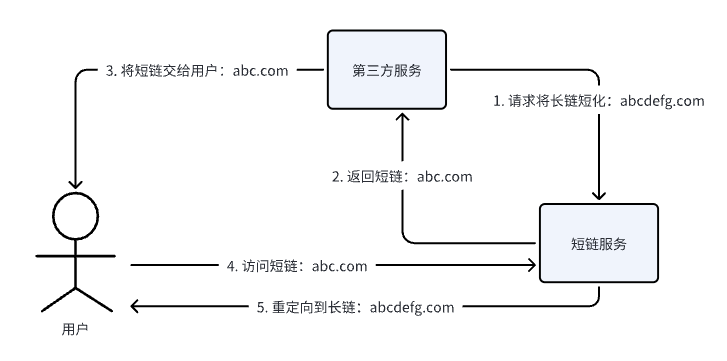 3. 将短链交给用户：abc.com
第三方服务
1. 请求将长链短化：abcdefg.com
2. 返回短链：abc.com
短链服务
4. 访问短链：abc.com
5. 重定向到长链：abcdefg.com
用户